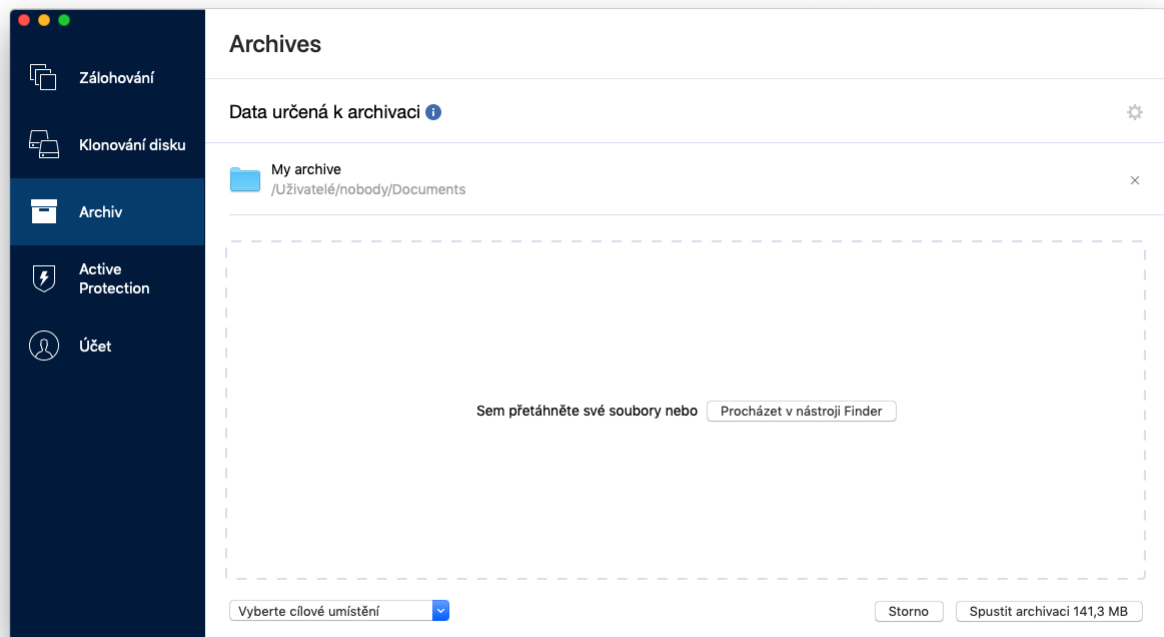 Archives
Zálohování
Klonování disku
Archiv
Active
Protection
Účet
Data určená k archivaci
My archive
/Uživatelé/nobody/Documents
Sem přetáhněte své soubory nebo Procházet v nástroji Finder
Vyberte cílové umístění
Storno
Spustit archivaci 141,3 MB